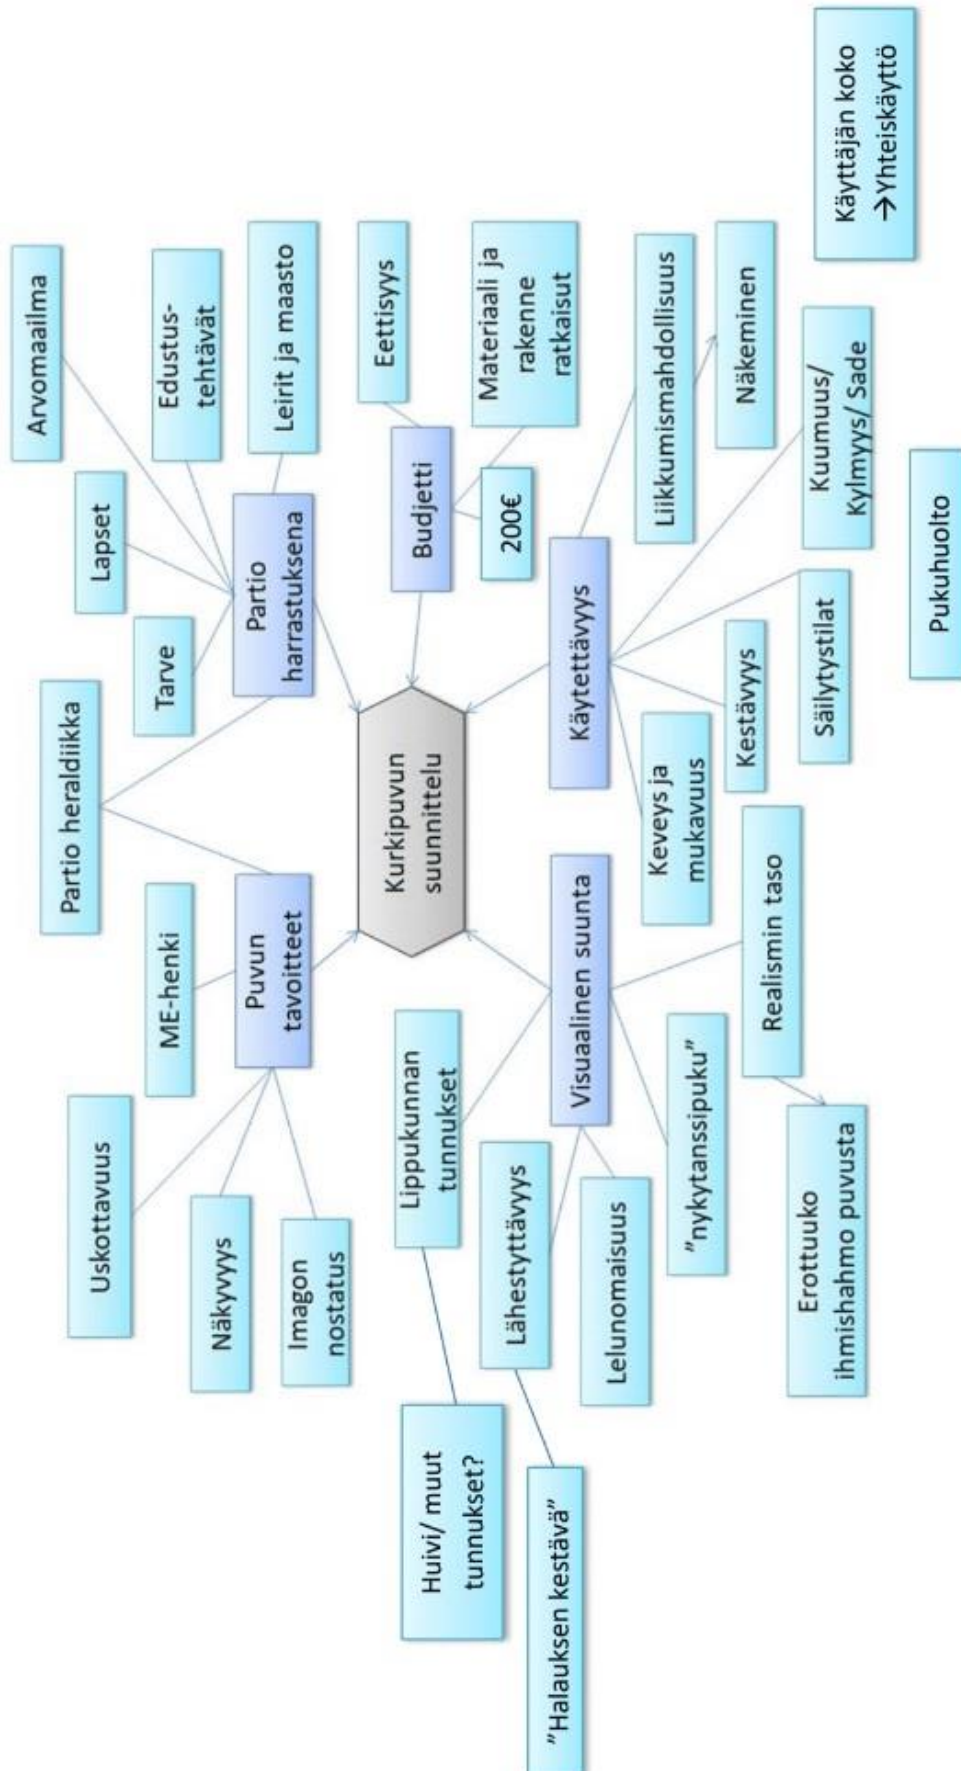 Uskottavuus
Näkyvyys
Imagon
nostatus
ME-henki
Puvun
tavoitteet
Partio heraldiikka
Tarve
Lapset
Arvomaailma
Edustus-
tehtävät
Leirit ja maasto
Partio
harrastuksena
Kurkipuvun
suunnittelu
Budjetti
Eettisyys
Materiaali ja
rakenne
ratkaisut
200€
Huivi/ muut
tunnukset?
"Halauksen kestävä"
Lippukunnan
tunnukset
Lähestyttävyys
Lelunomaisuus
Visuaalinen suunta
"nykytanssipuku"
Realismin taso
Erottuuko
ihmishahmo puvusta
Käytettävyys
Keveys ja
mukavuus
Kestävyys
Säilytystilat
Liikkumismahdollisuus
Näkeminen
Kuumuus/
Kylmyys/ Sade
Pukuhuolto
Käyttäjän koko
→Yhteiskäyttö